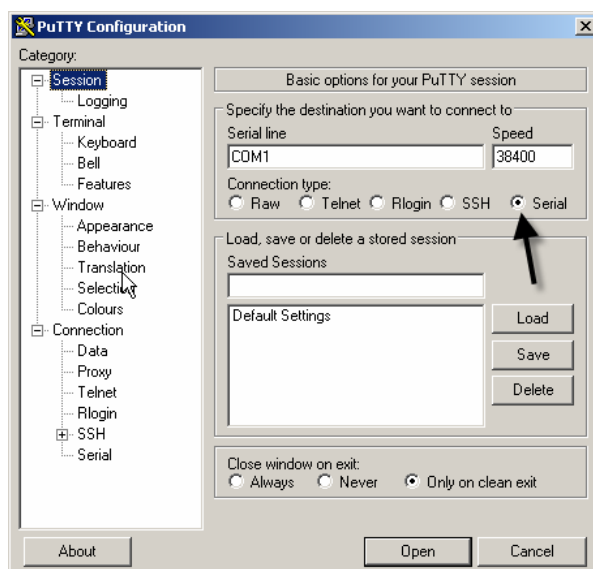 PuTTY Configuration
Category:
Session
Logging
Terminal
Keyboard
Bell
Features
Window
Appearance
Behaviour
Translation
Selection
Colours
Connection
Data
Proxy
Telnet
Rlogin
SSH
Serial
Basic options for your PuTTY session
Specify the destination you want to connect to
Serial line Speed
COM1 38400
Connection type:
Raw Telnet Rlogin SSH Serial
Load, save or delete a stored session
Saved Sessions
Default Settings
Load
Save
Delete
Close window on exit:
Always Never Only on clean exit
About Open Cancel